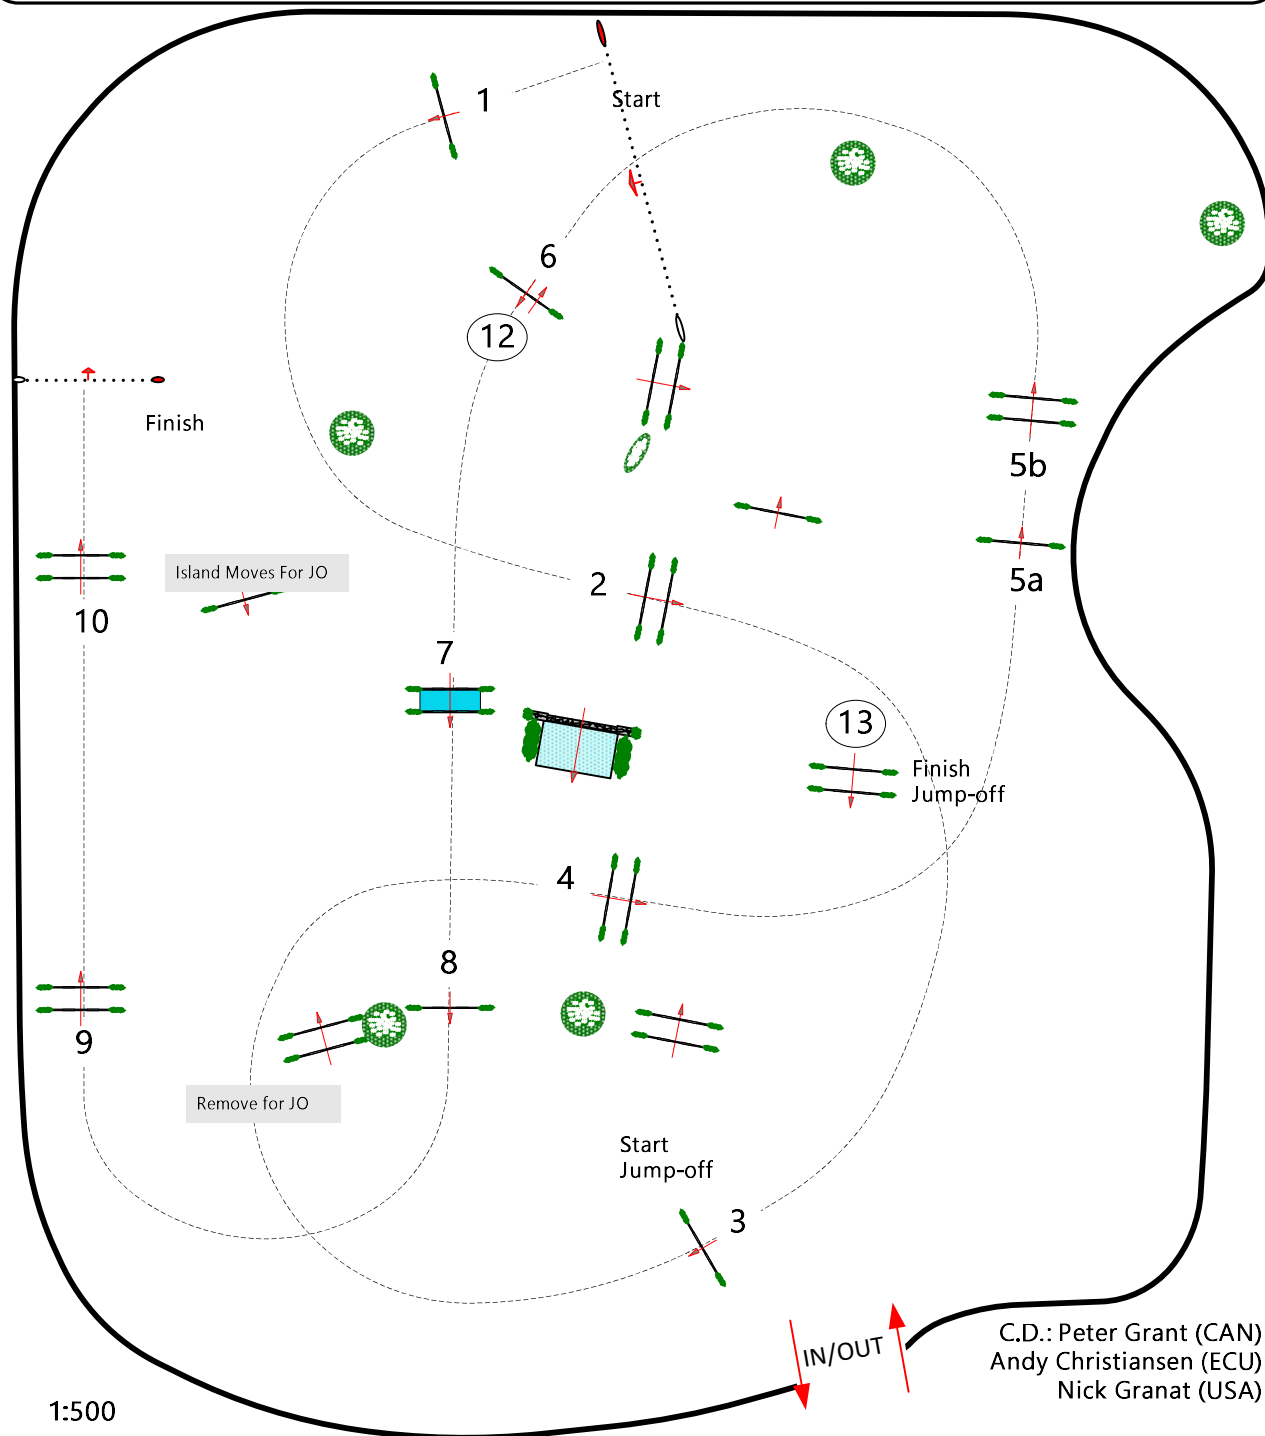 1
Start
6
12
Finish
5b
Island Moves For JO
2
5a
10
7
13
Finish
Jump-off
4
8
9
Remove for JO
Start
Jump-off
3
IN/OUT
C.D.: Peter Grant (CAN)
Andy Christiansen (ECU)
Nick Granat (USA)
1:500